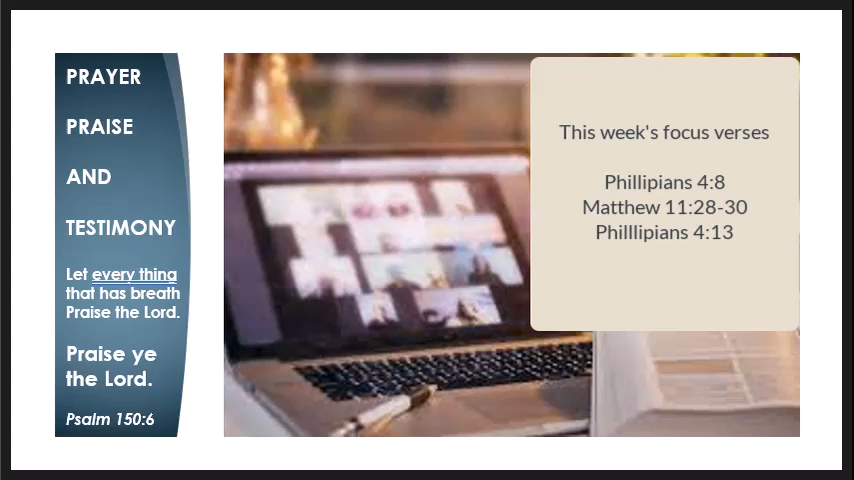 PRAYER
PRAISE
AND
TESTIMONY
Let every thing
that has breath
Praise the Lord.
Praise ye
the Lord.
Psalm 150:6
This week's focus verses
Phillipians 4:8
Matthew 11:28-30
Philllipians 4:13